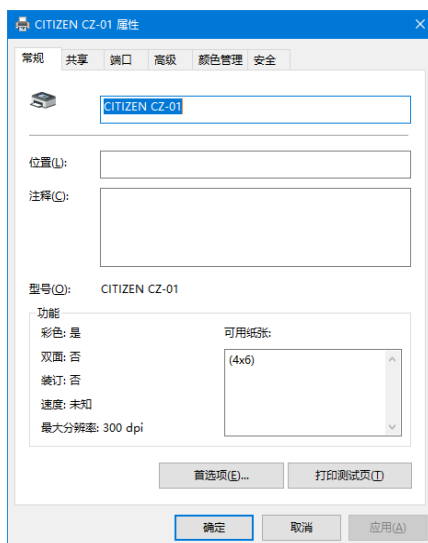 CITIZEN CZ-01 属性
常规 共享 端口 高级 颜色管理 安全
CITIZEN CZ-01
位置(L):
注释(C):
型号(O): CITIZEN CZ-01
功能
彩色: 是 可用纸张:
双面: 否 (4x6)
装订: 否
速度: 未知
最大分辨率: 300 dpi
首选项(E)... 打印测试页(T)
确定 取消 应用(A)